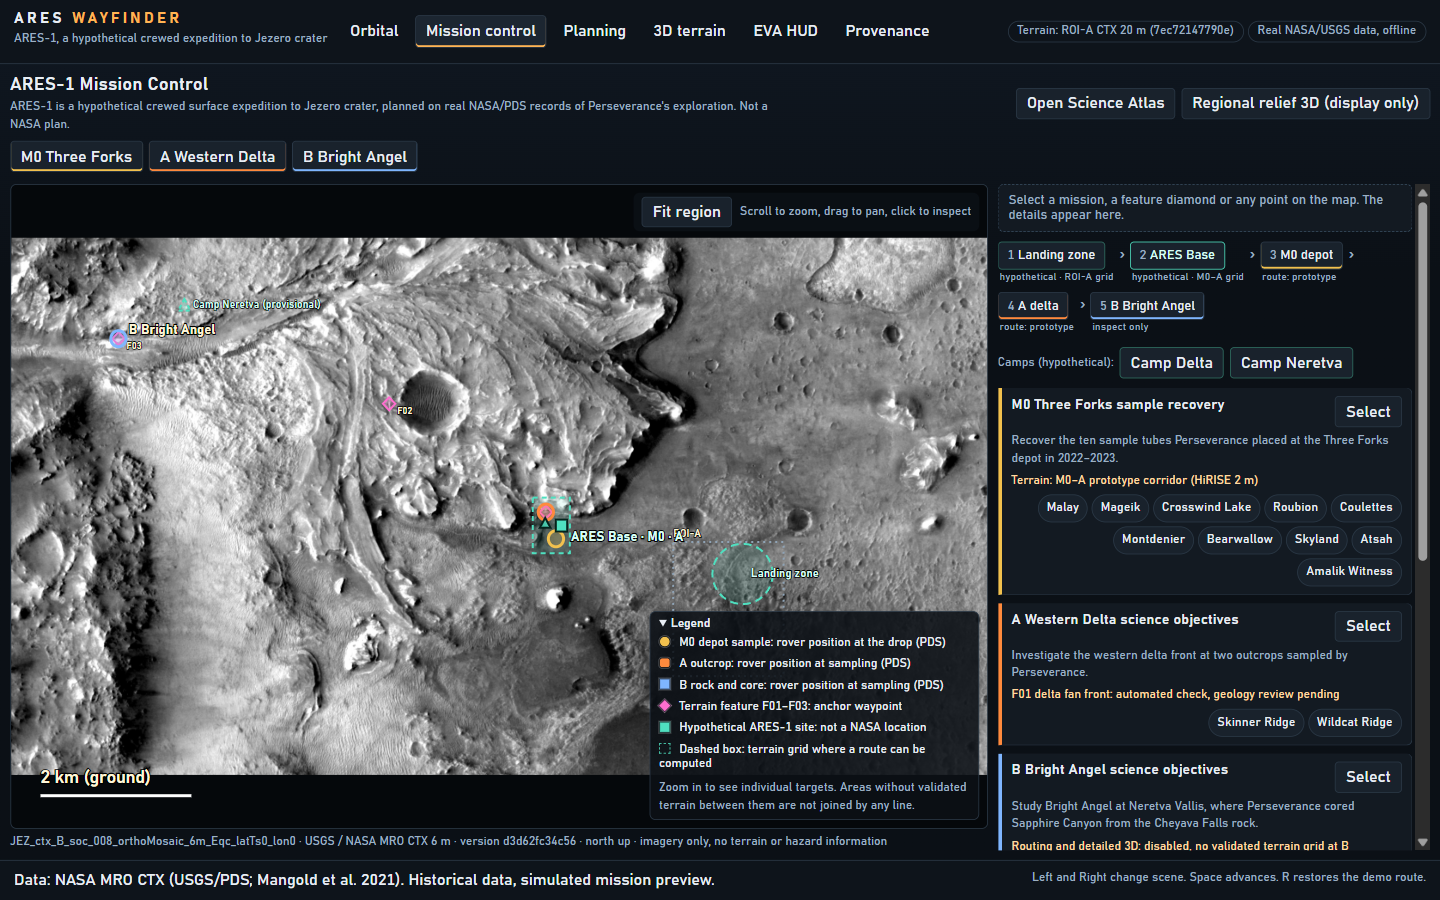 ARES WAYFINDER
ARES-1, a hypothetical crewed expedition to Jezero crater
Orbital
Mission control
Planning
3D terrain
EVA HUD
Provenance
Terrain: ROI-A CTX 20 m (7ec72147790e)
Real NASA/USGS data, offline
ARES-1 Mission Control
ARES-1 is a hypothetical crewed surface expedition to Jezero crater, planned on real NASA/PDS records of Perseverance's exploration. Not a
NASA plan.
Open Science Atlas
Regional relief 3D (display only)
M0 Three Forks
A Western Delta
B Bright Angel
Fit region
Scroll to zoom, drag to pan, click to inspect
Camp Neretva (provisional)
B Bright Angel
F03
F02
ARES Base · M0 · A
ROI-A
Landing zone
▼ Legend
M0 depot sample: rover position at the drop (PDS)
A outcrop: rover position at sampling (PDS)
B rock and core: rover position at sampling (PDS)
Terrain feature F01–F03: anchor waypoint
Hypothetical ARES-1 site: not a NASA location
Dashed box: terrain grid where a route can be
computed
Zoom in to see individual targets. Areas without validated
terrain between them are not joined by any line.
2 km (ground)
JEZ_ctx_B_soc_008_orthoMosaic_6m_Eqc_latTs0_lon0 · USGS / NASA MRO CTX 6 m · version d3d62fc34c56 · north up · imagery only, no terrain or hazard information
Select a mission, a feature diamond or any point on the map. The
details appear here.
1 Landing zone
hypothetical · ROI-A grid
›
2 ARES Base
hypothetical · M0-A grid
›
3 M0 depot
route: prototype
›
4 A delta
route: prototype
›
5 B Bright Angel
inspect only
Camps (hypothetical):
Camp Delta
Camp Neretva
M0 Three Forks sample recovery
Select
Recover the ten sample tubes Perseverance placed at the Three Forks
depot in 2022–2023.
Terrain: M0-A prototype corridor (HiRISE 2 m)
Malay
Mageik
Crosswind Lake
Roubion
Coulettes
Montdenier
Bearwallow
Skyland
Atsah
Amalik Witness
A Western Delta science objectives
Select
Investigate the western delta front at two outcrops sampled by
Perseverance.
F01 delta fan front: automated check, geology review pending
Skinner Ridge
Wildcat Ridge
B Bright Angel science objectives
Select
Study Bright Angel at Neretva Vallis, where Perseverance cored
Sapphire Canyon from the Cheyava Falls rock.
Routing and detailed 3D: disabled, no validated terrain grid at B
Data: NASA MRO CTX (USGS/PDS; Mangold et al. 2021). Historical data, simulated mission preview.
Left and Right change scene. Space advances. R restores the demo route.